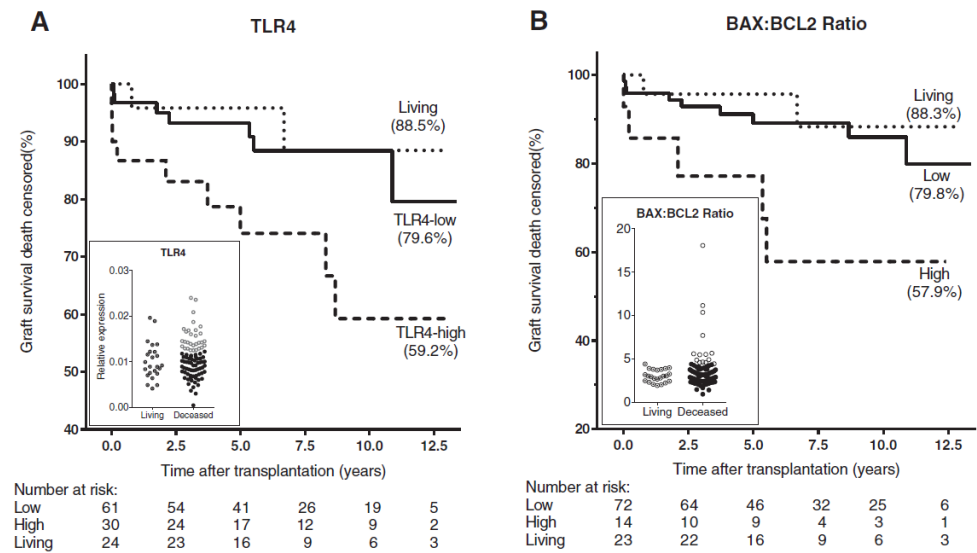 A
TLR4
Graft survival death censored(%)
100
90
80
70
60
50
40
Living
(88.5%)
TLR4-low
(79.6%)
TLR4-high
(59.2%)
TLR4
Relative expression
0.03
0.02
0.01
0.00
Living Deceased
0.0 2.5 5.0 7.5 10.0 12.5
Time after transplantation (years)
Number at risk:
Low 61 54 41 26 19 5
High 30 24 17 12 9 2
Living 24 23 16 9 6 3
B
BAX:BCL2 Ratio
Graft survival death censored(%)
100
80
60
40
20
Living
(88.3%)
Low
(79.8%)
High
(57.9%)
BAX:BCL2 Ratio
20
15
10
5
0
Living Deceased
0.0 2.5 5.0 7.5 10.0 12.5
Time after transplantation (years)
Number at risk:
Low 72 64 46 32 25 6
High 14 10 9 4 3 1
Living 23 22 16 9 6 3